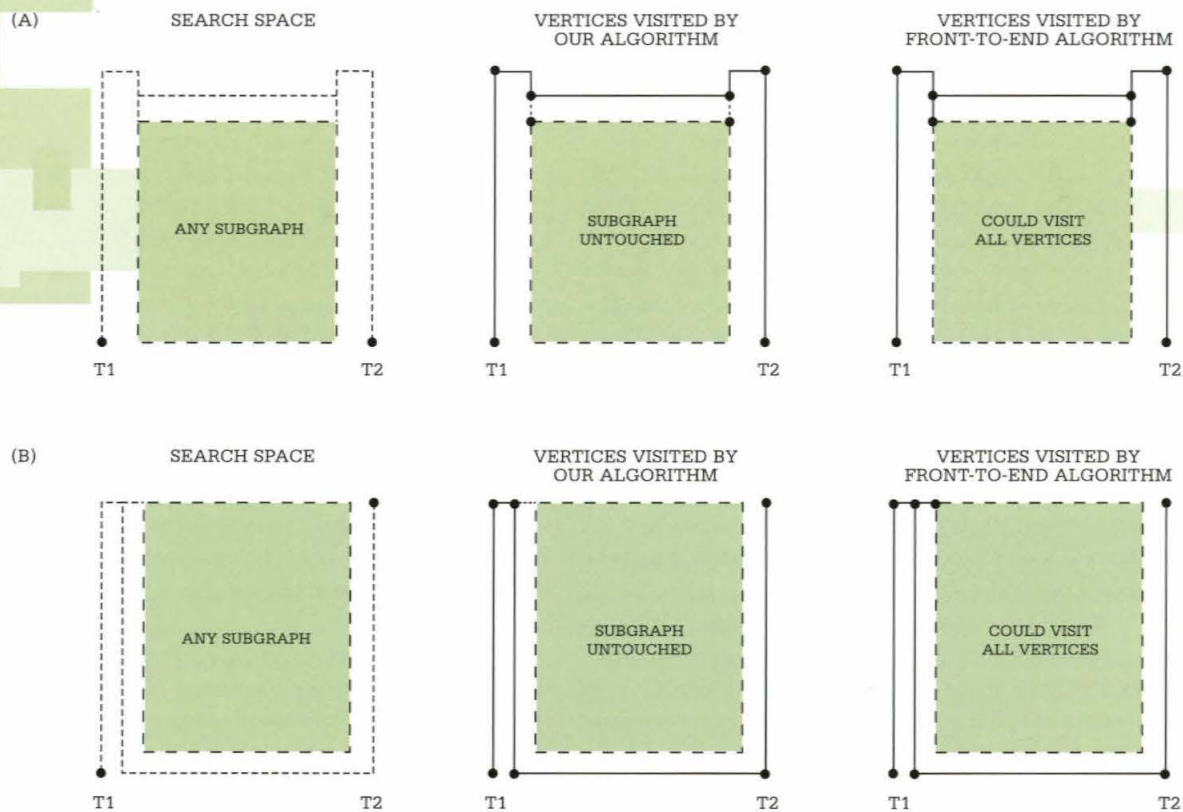 (A)
SEARCH SPACE
VERTICES VISITED BY
OUR ALGORITHM
VERTICES VISITED BY
FRONT-TO-END ALGORITHM
ANY SUBGRAPH
SUBGRAPH
UNTOUCHED
COULD VISIT
ALL VERTICES
T1
T2
T1
T2
T1
T2
(B)
SEARCH SPACE
VERTICES VISITED BY
OUR ALGORITHM
VERTICES VISITED BY
FRONT-TO-END ALGORITHM
ANY SUBGRAPH
SUBGRAPH
UNTOUCHED
COULD VISIT
ALL VERTICES
T1
T2
T1
T2
T1
T2